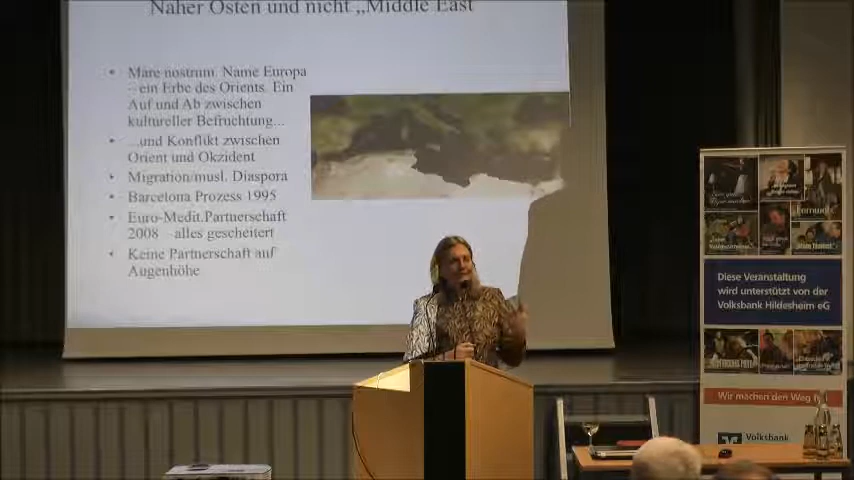 Naher Osten und nicht „Middle East
• Mare nostrum. Name Europa
– ein Erbe des Orients. Ein
Auf und Ab zwischen
kultureller Befruchtung...
• ...und Konflikt zwischen
Orient und Okzident
• Migration/musl. Diaspora
• Barcelona Prozess 1995
• Euro-Medit.Partnerschaft
2008 – alles gescheitert
• Keine Partnerschaft auf
Augenhöhe
Diese Veranstaltung
wird unterstützt von der
Volksbank Hildesheim eG
Wir machen den Weg
Volksbank